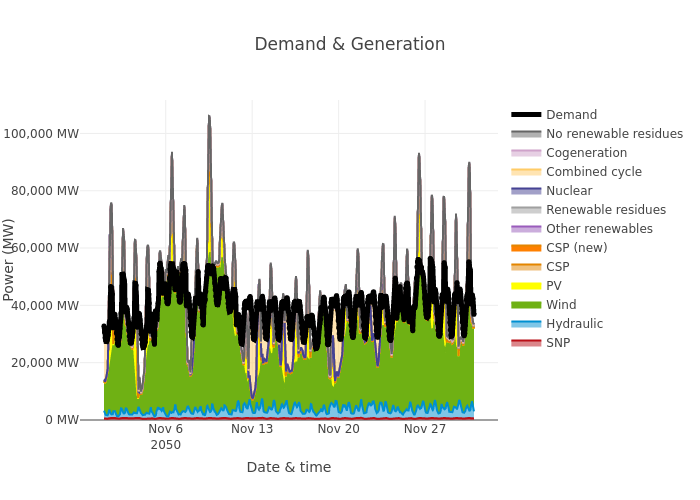 Demand & Generation
Power (MW)
100,000 MW
80,000 MW
60,000 MW
40,000 MW
20,000 MW
0 MW
Nov 6
2050
Nov 13
Nov 20
Nov 27
Date & time
Demand
No renewable residues
Cogeneration
Combined cycle
Nuclear
Renewable residues
Other renewables
CSP (new)
CSP
PV
Wind
Hydraulic
SNP